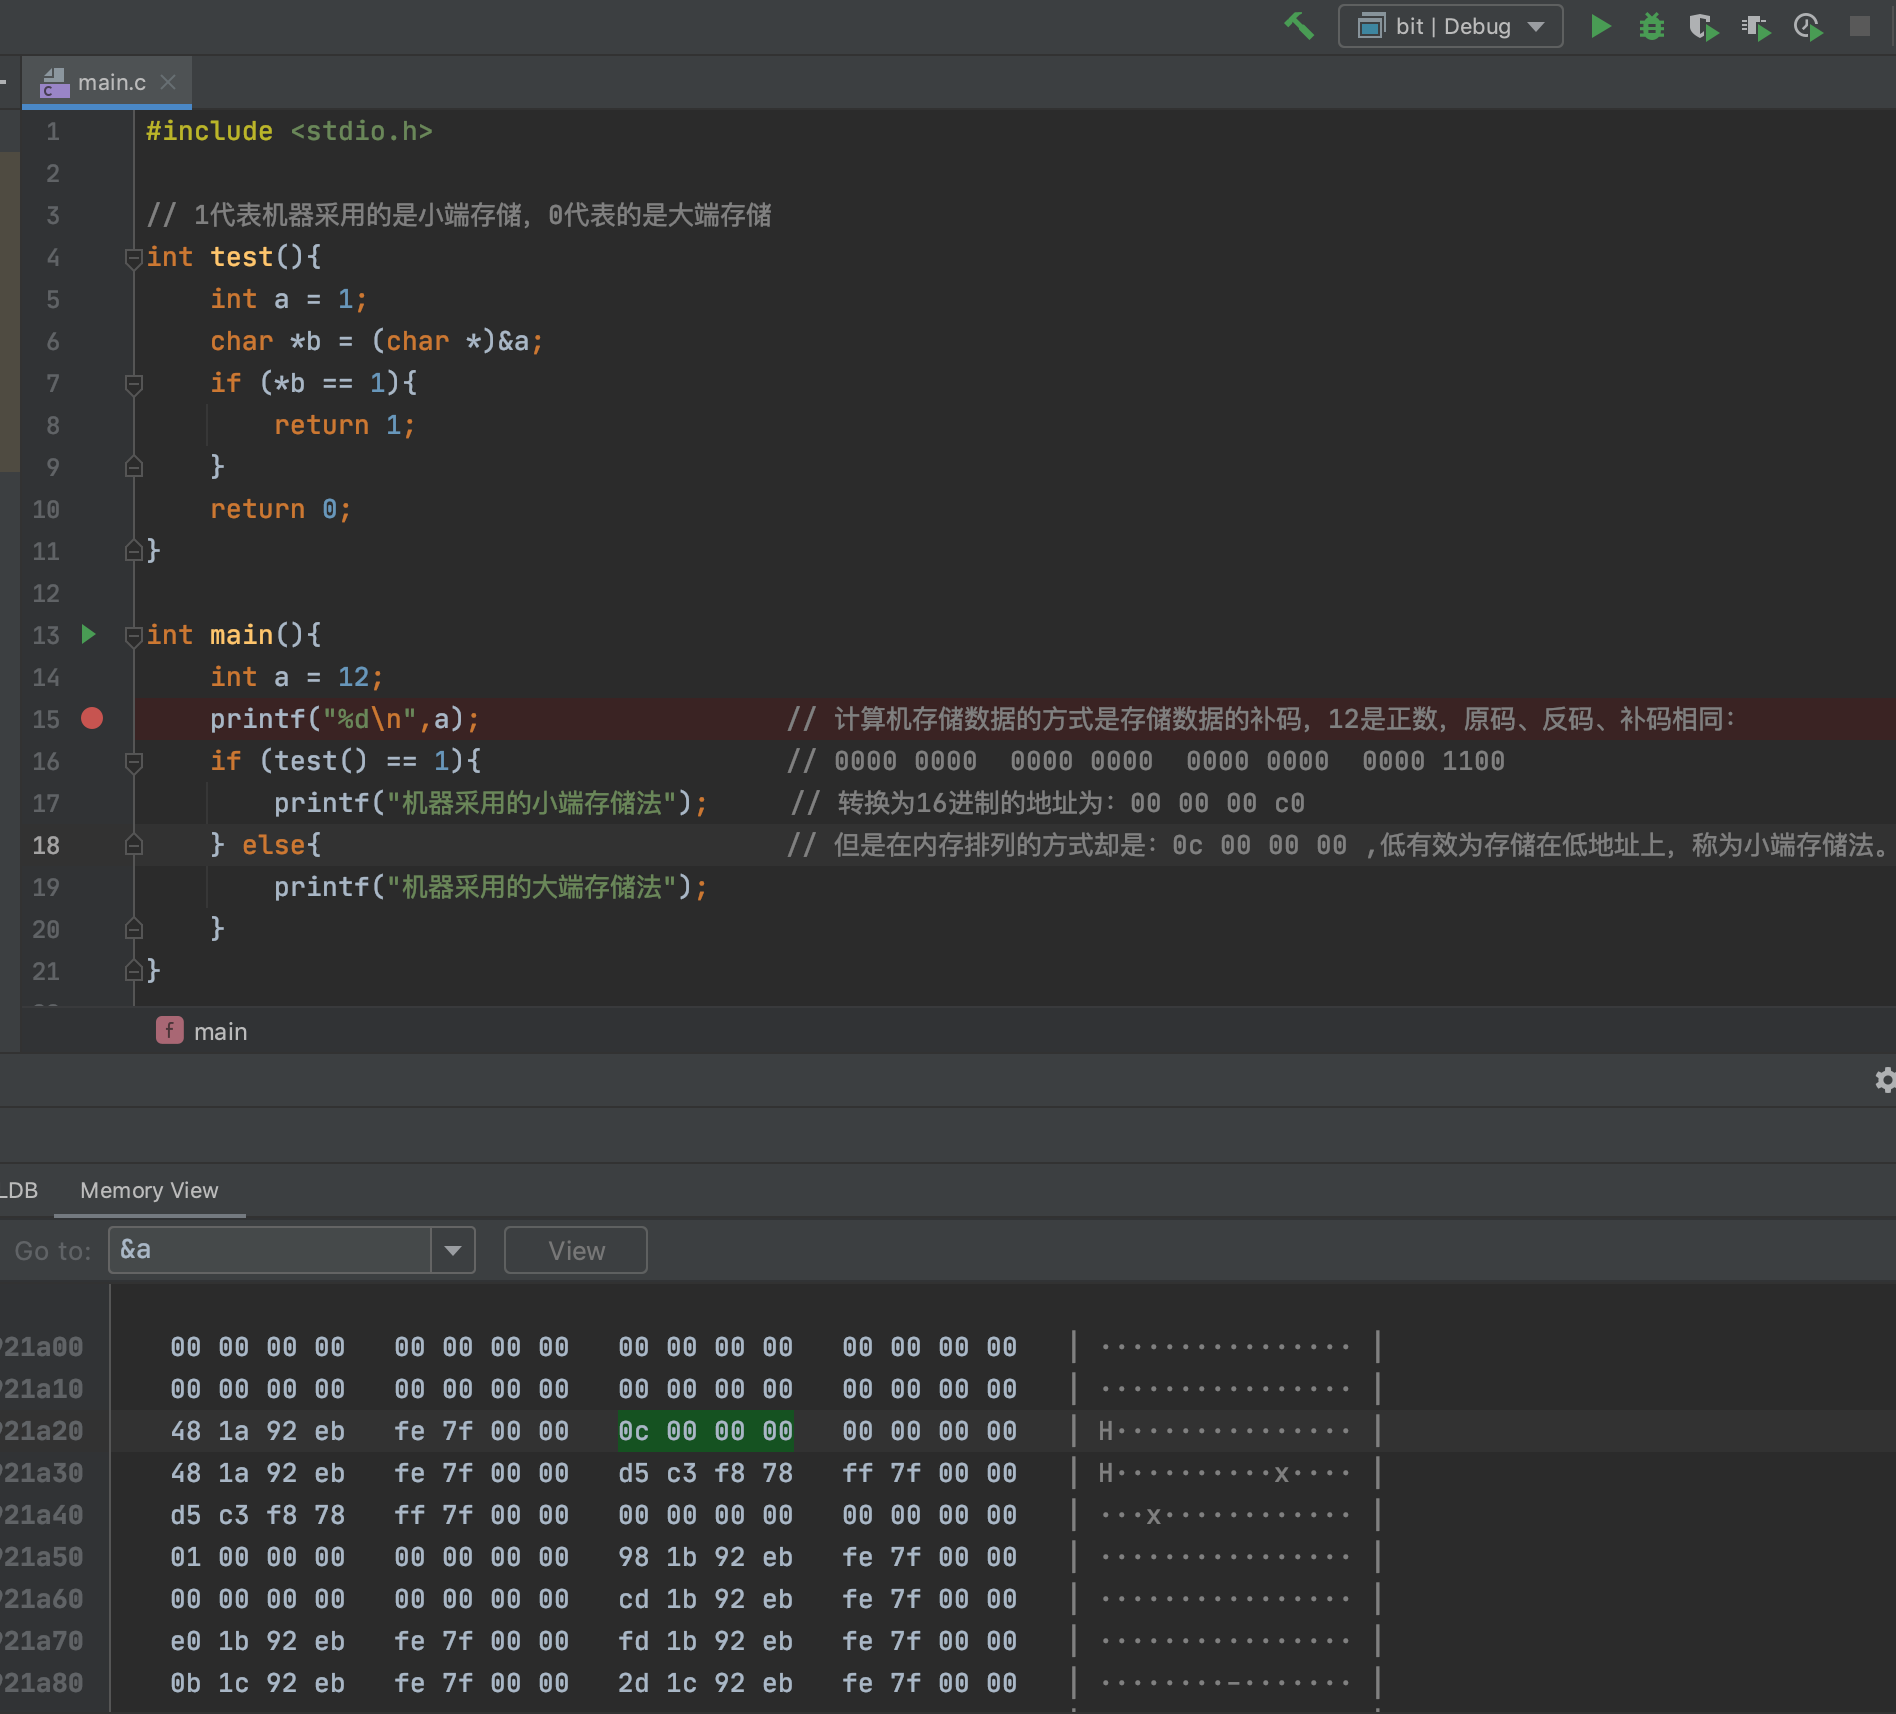 bit | Debug
main.c
1 #include <stdio.h>
2
3 // 1代表机器采用的是小端存储，0代表的是大端存储
4 int test(){
5 int a = 1;
6 char *b = (char *)&a;
7 if (*b == 1){
8 return 1;
9 }
10 return 0;
11 }
12
13 int main(){
14 int a = 12;
15 printf("%d\n",a); // 计算机存储数据的方式是存储数据的补码，12是正数，原码、反码、补码相同：
16 if (test() == 1){ // 0000 0000 0000 0000 0000 0000 0000 1100
17 printf("机器采用的小端存储法"); // 转换为16进制的地址为：00 00 00 c0
18 } else{ // 但是在内存排列的方式却是：0c 00 00 00 ,低有效为存储在低地址上，称为小端存储法。
19 printf("机器采用的大端存储法");
20 }
21 }
f main
LDB Memory View
Go to: &a View
921a00 00 00 00 00 00 00 00 00 00 00 00 00 00 00 00 00 | ················ |
921a10 00 00 00 00 00 00 00 00 00 00 00 00 00 00 00 00 | ················ |
921a20 48 1a 92 eb fe 7f 00 00 0c 00 00 00 00 00 00 00 | H··············· |
921a30 48 1a 92 eb fe 7f 00 00 d5 c3 f8 78 ff 7f 00 00 | H··········x···· |
921a40 d5 c3 f8 78 ff 7f 00 00 00 00 00 00 00 00 00 00 | ···x············ |
921a50 01 00 00 00 00 00 00 00 98 1b 92 eb fe 7f 00 00 | ················ |
921a60 00 00 00 00 00 00 00 00 cd 1b 92 eb fe 7f 00 00 | ················ |
921a70 e0 1b 92 eb fe 7f 00 00 fd 1b 92 eb fe 7f 00 00 | ················ |
921a80 0b 1c 92 eb fe 7f 00 00 2d 1c 92 eb fe 7f 00 00 | ········-······· |